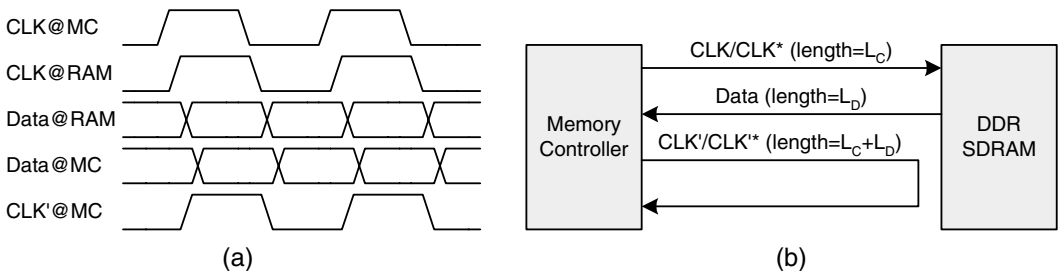 CLK@MC
CLK@RAM
Data@RAM
Data@MC
CLK'@MC
(a)
Memory
Controller
CLK/CLK* (length=L_C)
Data (length=L_D)
CLK'/CLK'* (length=L_C+L_D)
DDR
SDRAM
(b)